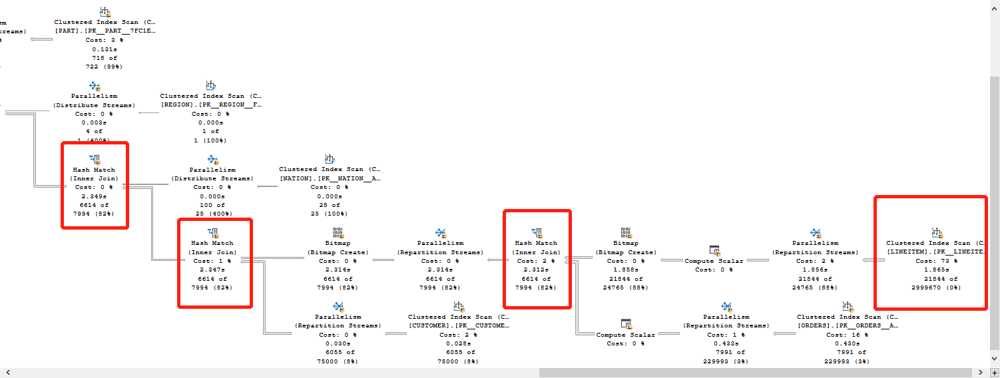 sm
treams)
%
Clustered Index Scan (C…
[PART].[PK__PART__7FC1E…
Cost: 3 %
0.131s
718 of
722 (99%)
Parallelism
(Distribute Streams)
Cost: 0 %
0.003s
4 of
1 (400%)
Clustered Index Scan (C…
[REGION].[PK__REGION__F…
Cost: 0 %
0.000s
1 of
1 (100%)
Hash Match
(Inner Join)
Cost: 0 %
2.349s
6614 of
7994 (82%)
Parallelism
(Distribute Streams)
Cost: 0 %
0.000s
100 of
25 (400%)
Clustered Index Scan (C…
[NATION].[PK__NATION__A…
Cost: 0 %
0.000s
25 of
25 (100%)
Hash Match
(Inner Join)
Cost: 1 %
2.347s
6614 of
7994 (82%)
Bitmap
(Bitmap Create)
Cost: 0 %
2.314s
6614 of
7994 (82%)
Parallelism
(Repartition Streams)
Cost: 0 %
2.314s
6614 of
7994 (82%)
Hash Match
(Inner Join)
Cost: 2 %
2.312s
6614 of
7994 (82%)
Bitmap
(Bitmap Create)
Cost: 0 %
1.858s
21844 of
24765 (88%)
Compute Scalar
Cost: 0 %
Parallelism
(Repartition Streams)
Cost: 2 %
1.856s
21844 of
24765 (88%)
Clustered Index Scan (C
[LINEITEM].[PK__LINEITE…
Cost: 73 %
1.865s
21844 of
2999670 (0%)
Parallelism
(Repartition Streams)
Cost: 0 %
0.030s
6055 of
75000 (8%)
Clustered Index Scan (C…
[CUSTOMER].[PK__CUSTOME…
Cost: 2 %
0.028s
6055 of
75000 (8%)
Compute Scalar
Cost: 0 %
Parallelism
(Repartition Streams)
Cost: 1 %
0.433s
7991 of
229993 (3%)
Clustered Index Scan (C…
[ORDERS].[PK__ORDERS__A…
Cost: 16 %
0.430s
7991 of
229993 (3%)